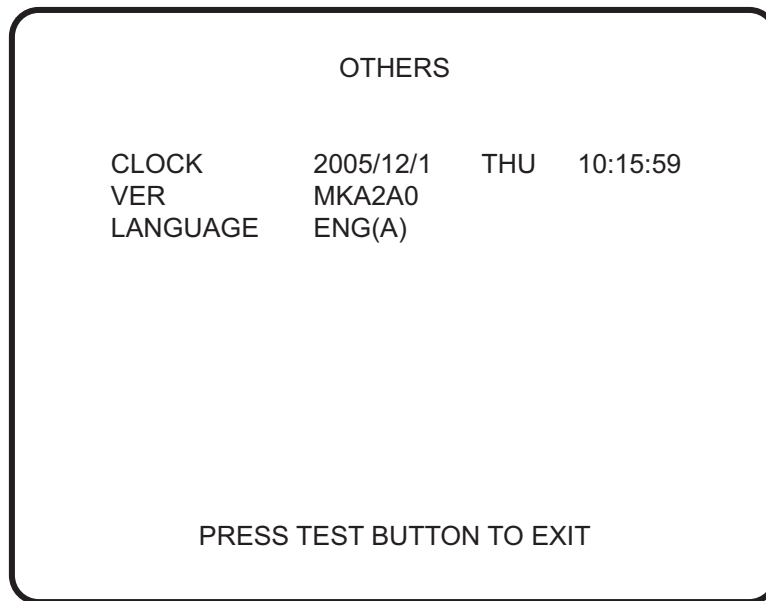 OTHERS
CLOCK 2005/12/1 THU 10:15:59
VER MKA2A0
LANGUAGE ENG(A)
PRESS TEST BUTTON TO EXIT